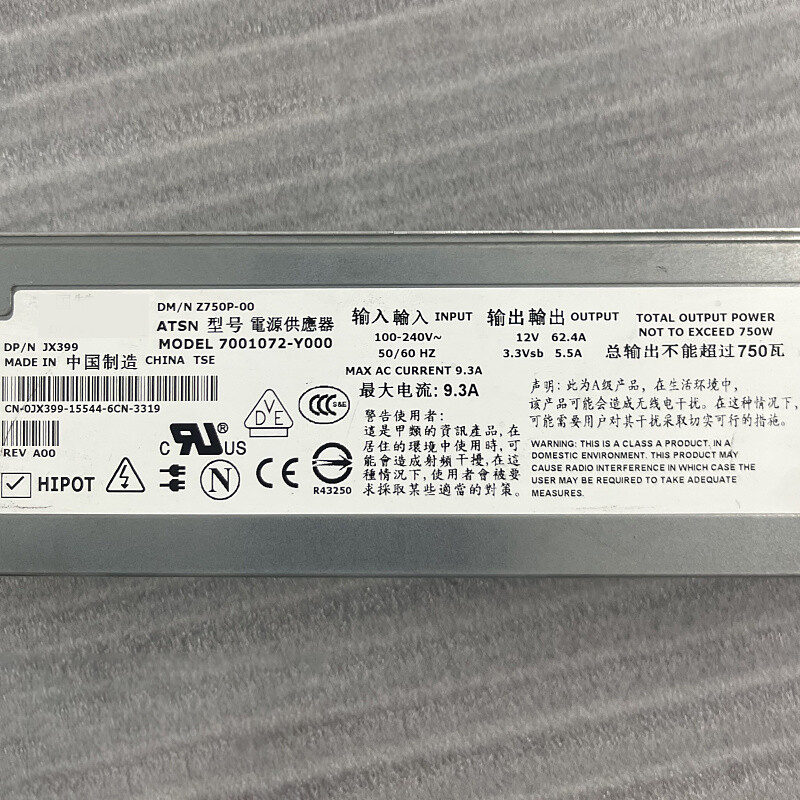 DM/N Z750P-00
ATSN 型号 電源供應器
MODEL 7001072-Y000
DP/N JX399
MADE IN 中国制造 CHINA TSE
CN-0JX399-15544-6CN-3319
REV A00
HIPOT
VDE
CCC S&E
c RU ® US
N
CE
R43250
输入輸入 INPUT
100-240V~
50/60 HZ
MAX AC CURRENT 9.3A
最大电流: 9.3A
输出輸出 OUTPUT
12V 62.4A
3.3Vsb 5.5A
TOTAL OUTPUT POWER
NOT TO EXCEED 750W
总输出不能超过750瓦
警告使用者:
這是甲類的資訊產品, 在
居住的環境中使用時, 可
能會造成射頻干擾, 在這
種情況下, 使用者會被要
求採取某些適當的對策。
声明: 此为A级产品, 在生活环境中,
该产品可能会造成无线电干扰。在这种情况下,
可能需要用户对其干扰采取切实可行的措施。
WARNING: THIS IS A CLASS A PRODUCT. IN A
DOMESTIC ENVIRONMENT. THIS PRODUCT MAY
CAUSE RADIO INTERFERENCE IN WHICH CASE THE
USER MAY BE REQUIRED TO TAKE ADEQUATE
MEASURES.